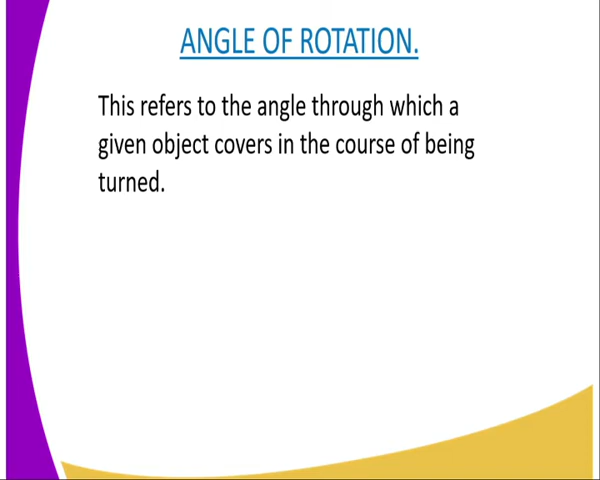 ANGLE OF ROTATION.
This refers to the angle through which a
given object covers in the course of being
turned.